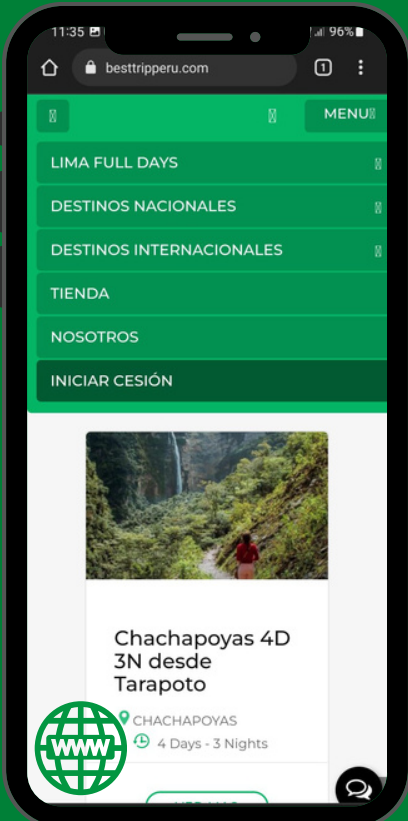 11:35
96%
besttripperu.com
1
MENU
LIMA FULL DAYS
DESTINOS NACIONALES
DESTINOS INTERNACIONALES
TIENDA
NOSOTROS
INICIAR CESIÓN
Chachapoyas 4D
3N desde
Tarapoto
CHACHAPOYAS
4 Days - 3 Nights
WWW